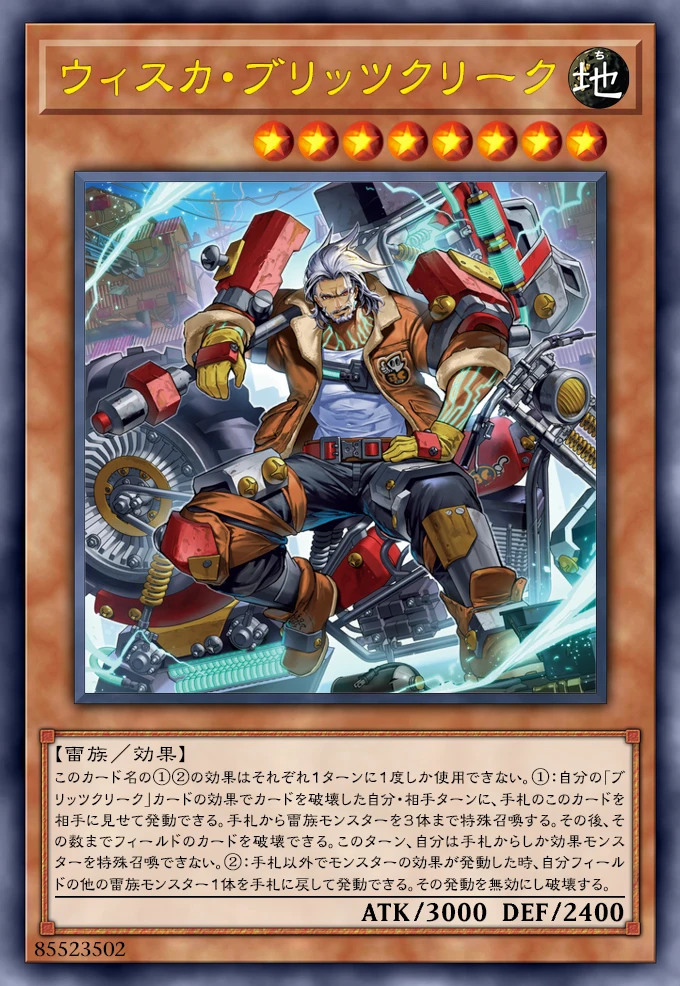 ウィスカ・ブリッツクリーク
ち
地
【雷族／効果】
このカード名の①②の効果はそれぞれ１ターンに１度しか使用できない。①：自分の「ブ
リッツクリーク」カードの効果でカードを破壊した自分・相手ターンに、手札のこのカードを
相手に見せて発動できる。手札から雷族モンスターを３体まで特殊召喚する。その後、そ
の数までフィールドのカードを破壊できる。このターン、自分は手札からしか効果モンス
ターを特殊召喚できない。②：手札以外でモンスターの効果が発動した時、自分フィール
ドの他の雷族モンスター１体を手札に戻して発動できる。その発動を無効にし破壊する。
ATK/3000 DEF/2400
85523502